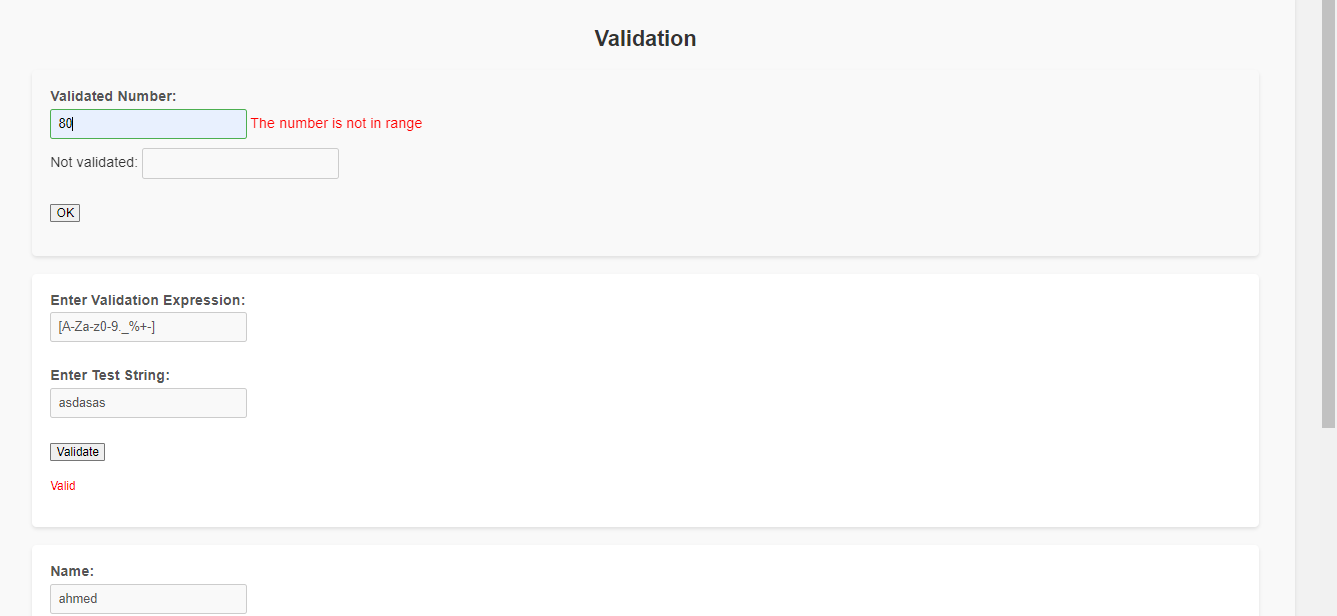 Validation
Validated Number:
80 The number is not in range
Not validated:
OK
Enter Validation Expression:
[A-Za-z0-9._%+-]
Enter Test String:
asdasas
Validate
Valid
Name:
ahmed